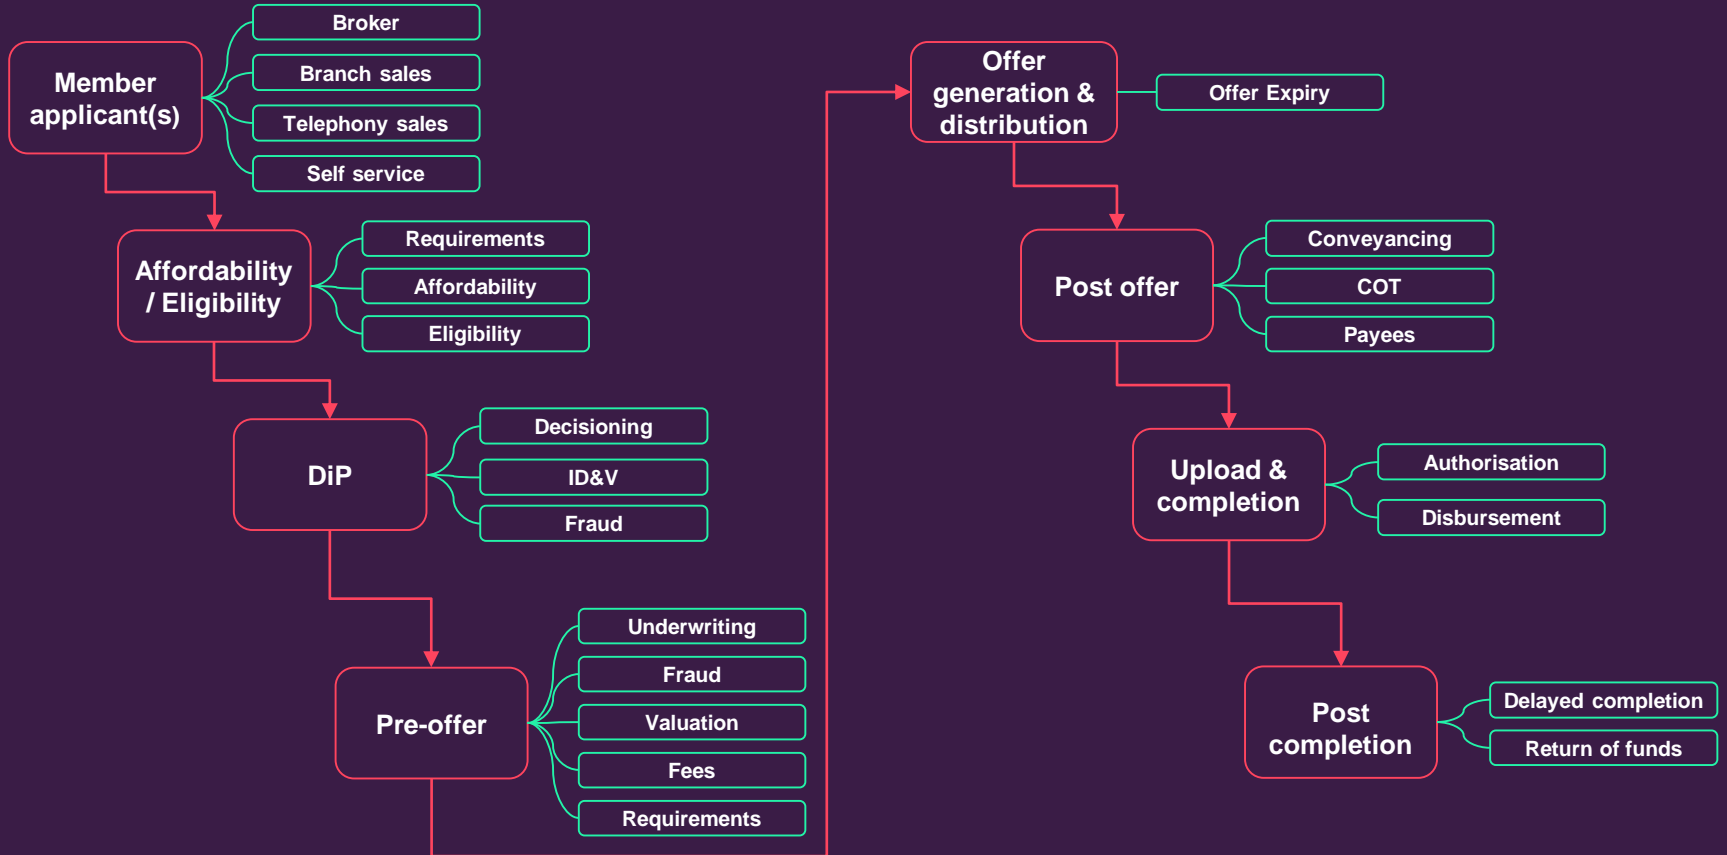 Member
applicant(s)
Broker
Branch sales
Telephony sales
Self service
Affordability
/ Eligibility
Requirements
Affordability
Eligibility
DiP
Decisioning
ID&V
Fraud
Pre-offer
Underwriting
Fraud
Valuation
Fees
Requirements
Offer
generation &
distribution
Offer Expiry
Post offer
Conveyancing
COT
Payees
Upload &
completion
Authorisation
Disbursement
Post
completion
Delayed completion
Return of funds